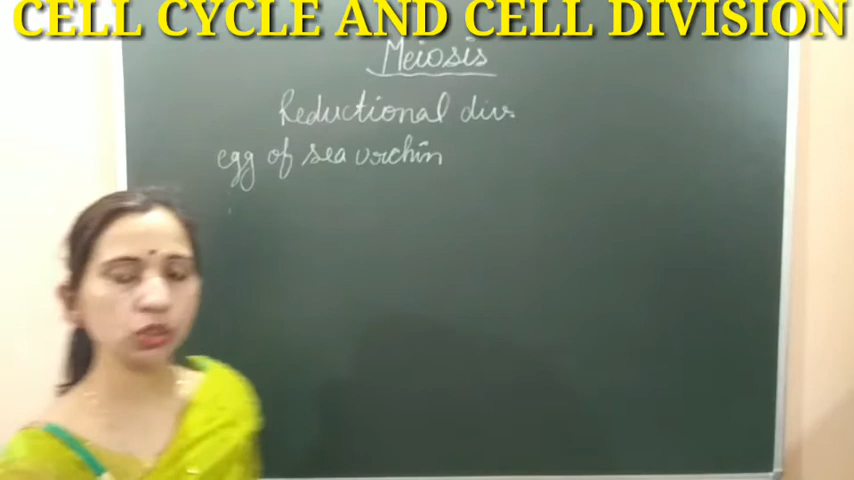 CELL CYCLE AND CELL DIVISION
Meiosis
Reductional div.
egg of sea urchin